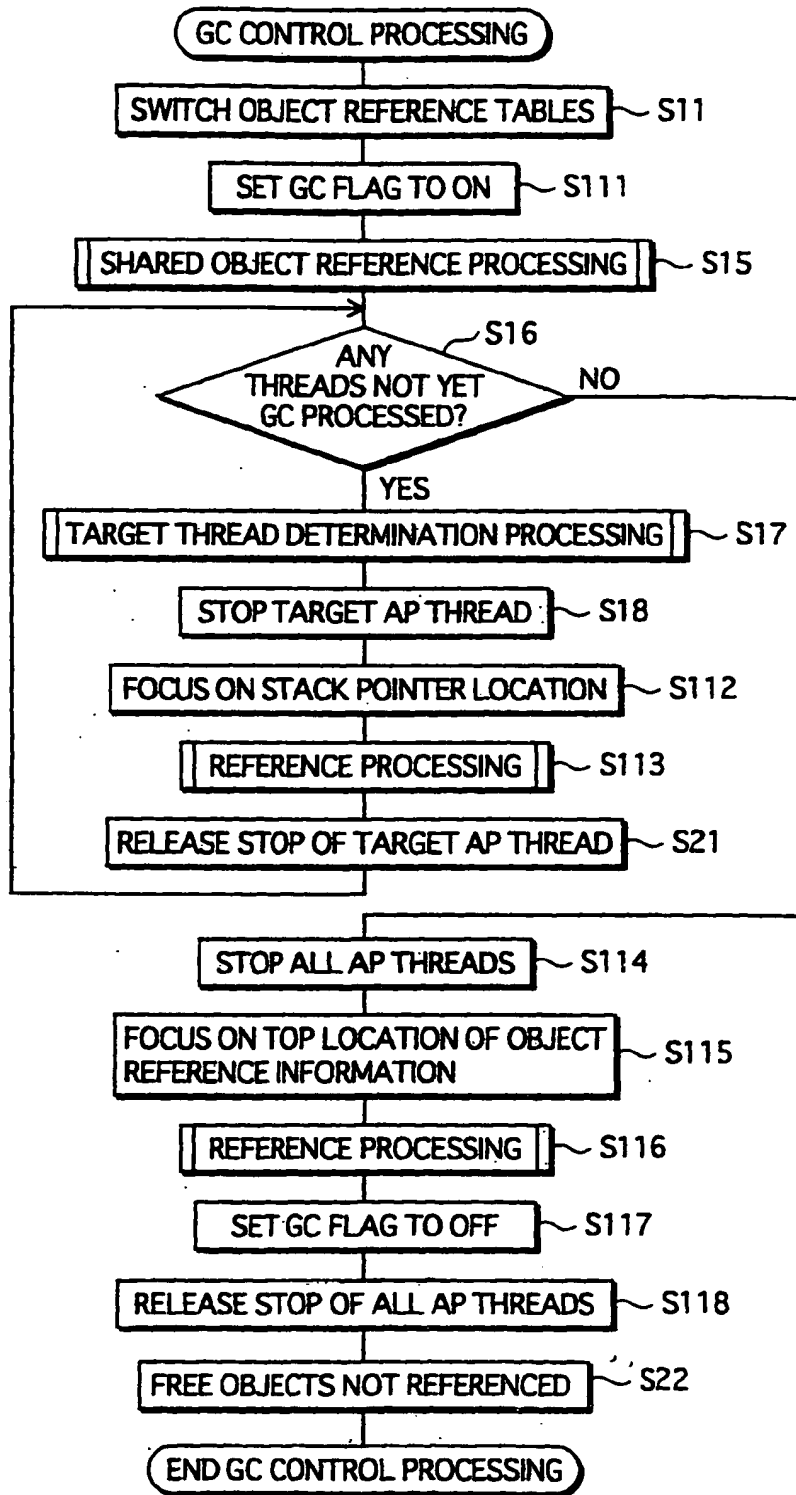 GC CONTROL PROCESSING
SWITCH OBJECT REFERENCE TABLES
S11
SET GC FLAG TO ON
S111
SHARED OBJECT REFERENCE PROCESSING
S15
S16
ANY
THREADS NOT YET
GC PROCESSED?
NO
YES
TARGET THREAD DETERMINATION PROCESSING
S17
STOP TARGET AP THREAD
S18
FOCUS ON STACK POINTER LOCATION
S112
REFERENCE PROCESSING
S113
RELEASE STOP OF TARGET AP THREAD
S21
STOP ALL AP THREADS
S114
FOCUS ON TOP LOCATION OF OBJECT
REFERENCE INFORMATION
S115
REFERENCE PROCESSING
S116
SET GC FLAG TO OFF
S117
RELEASE STOP OF ALL AP THREADS
S118
FREE OBJECTS NOT REFERENCED
S22
END GC CONTROL PROCESSING